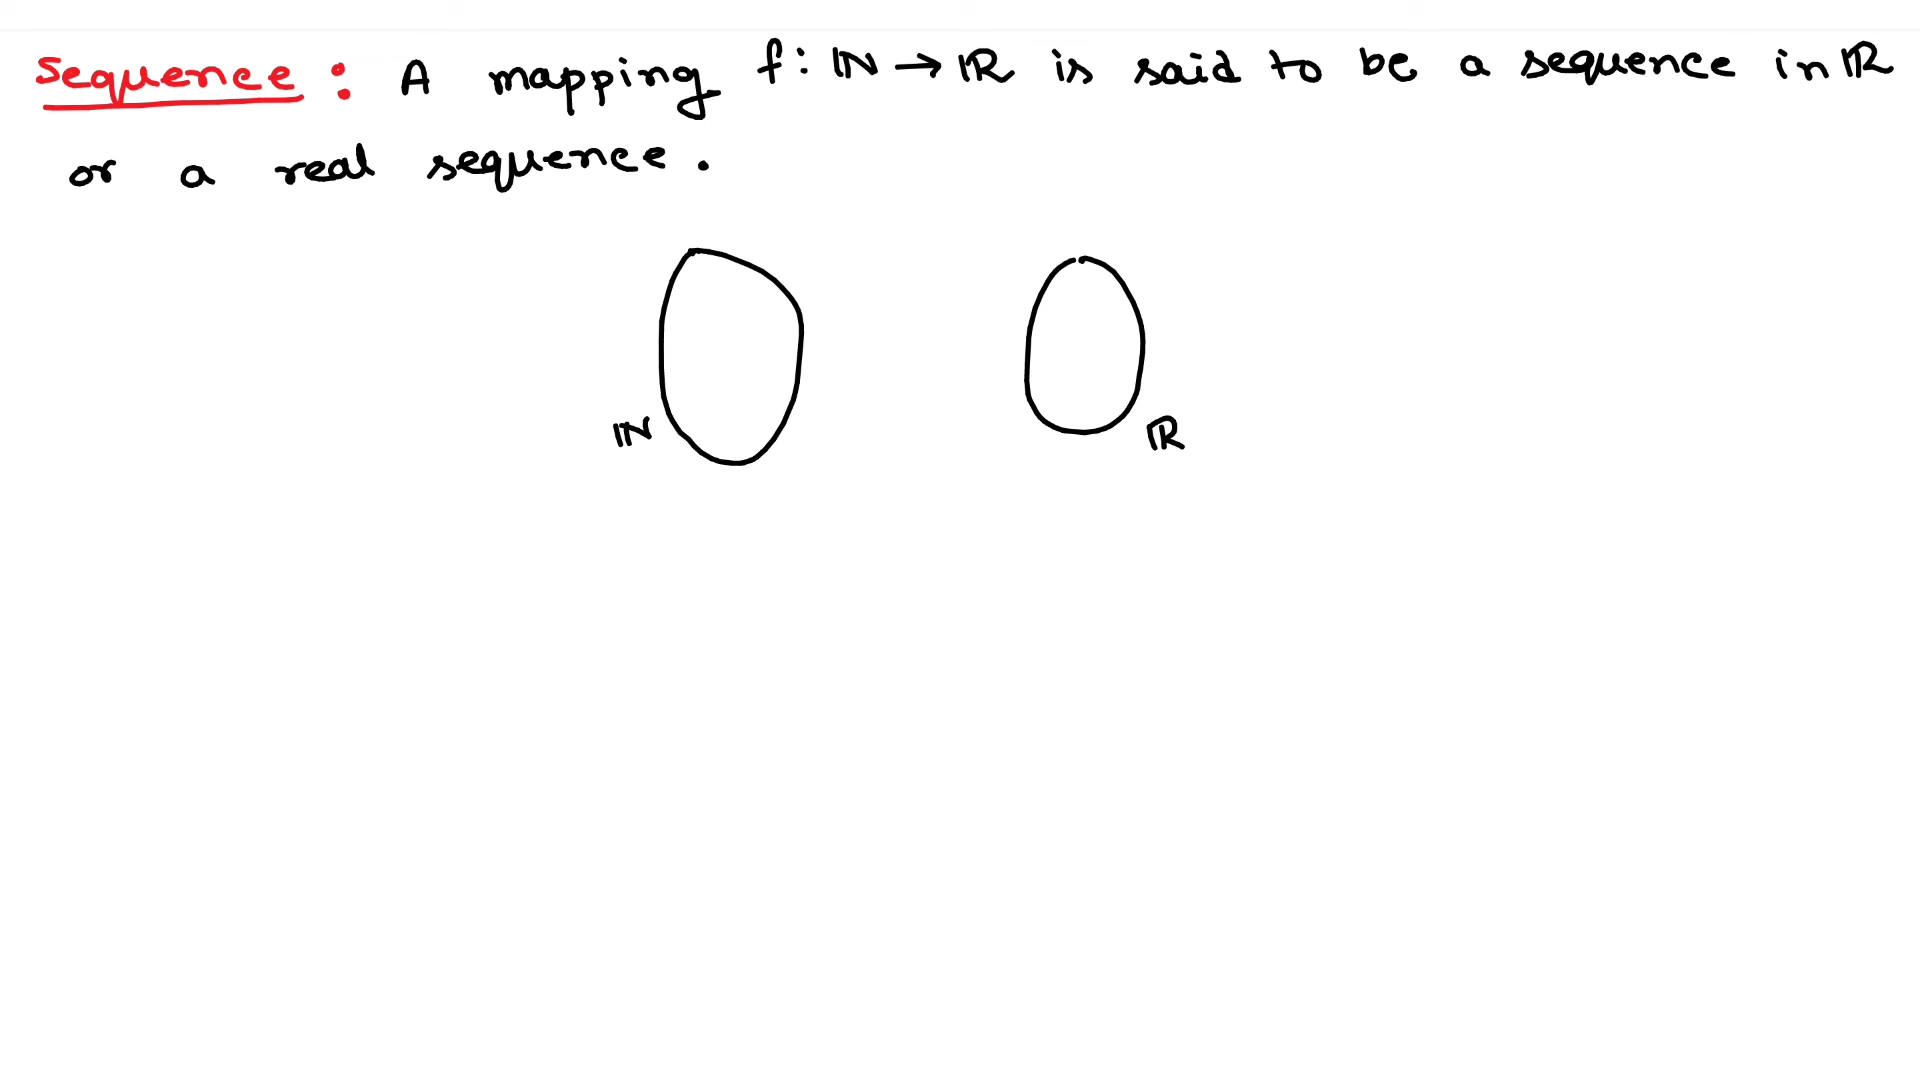 Sequence : A mapping f: ℕ → ℝ is said to be a sequence in ℝ
or a real sequence.
ℕ ℝ